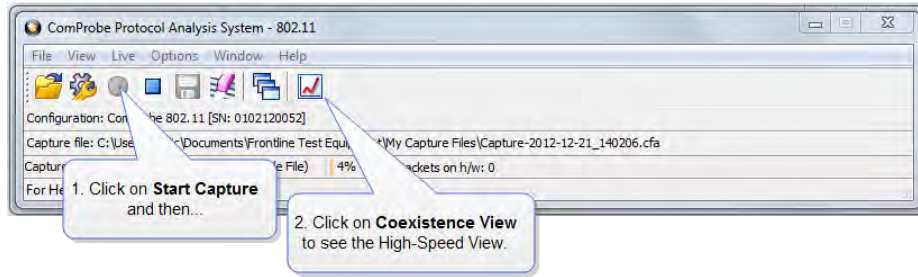 ComProbe Protocol Analysis System - 802.11
File View Live Options Window Help
Configuration: Com be 802.11 [SN: 0102120052]
Capture file: C:\Use \Documents\Frontline Test Equi \My Capture Files\Capture-2012-12-21_140206.cfa
Captur e File) 4% ackets on h/w: 0
For He
1. Click on Start Capture
and then...
2. Click on Coexistence View
to see the High-Speed View.